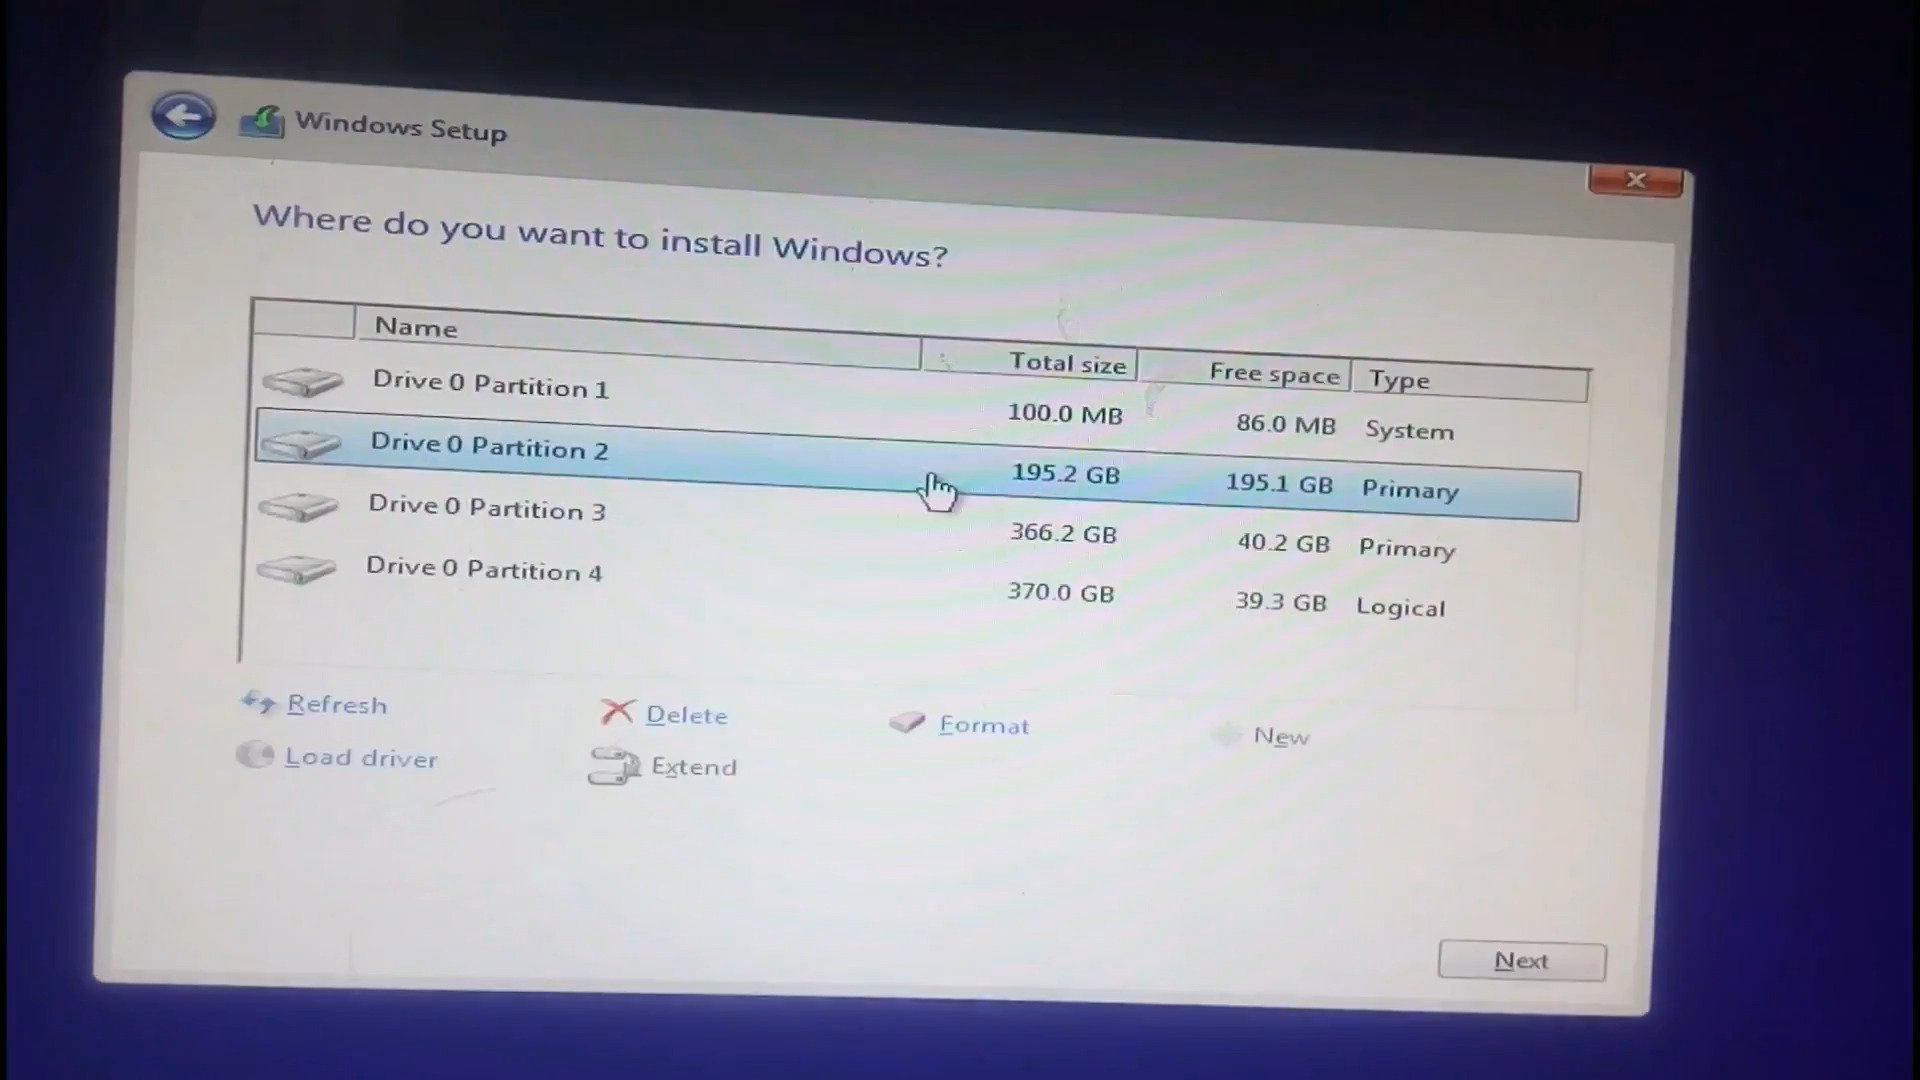 Windows Setup
Where do you want to install Windows?
Name Total size Free space Type
Drive 0 Partition 1 100.0 MB 86.0 MB System
Drive 0 Partition 2 195.2 GB 195.1 GB Primary
Drive 0 Partition 3 366.2 GB 40.2 GB Primary
Drive 0 Partition 4 370.0 GB 39.3 GB Logical
Refresh Delete Format New
Load driver Extend
Next